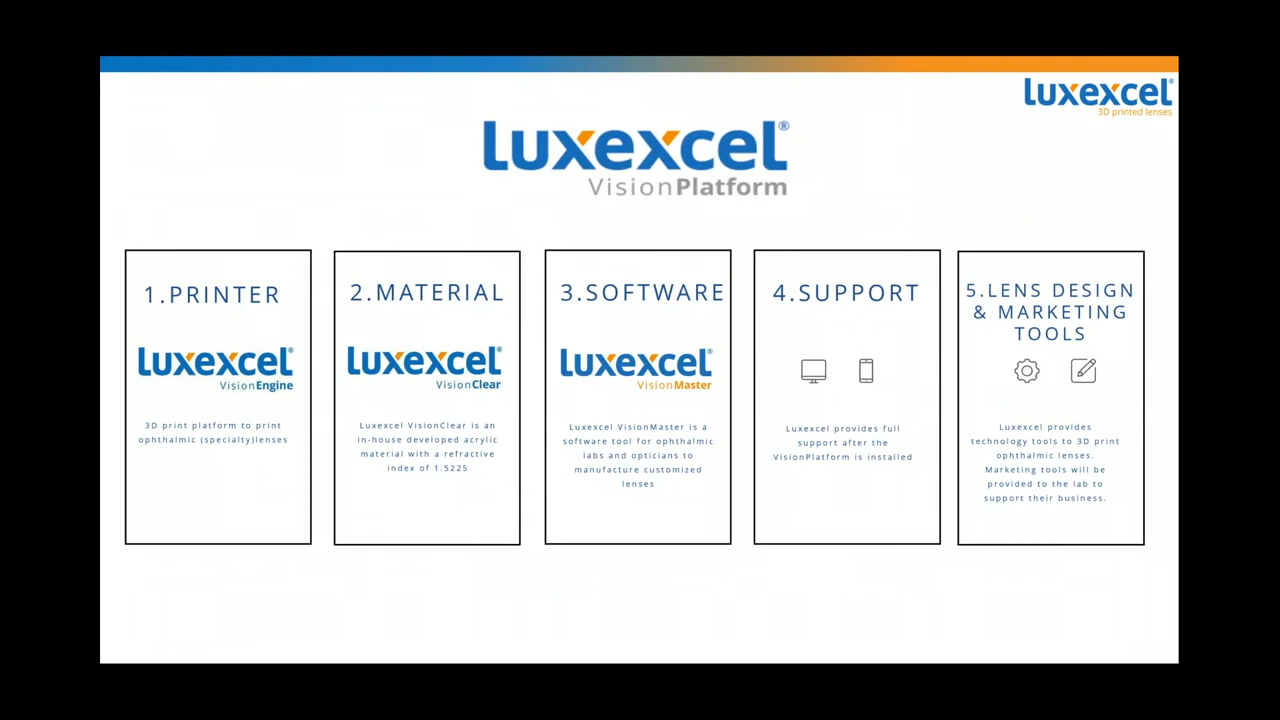 Luxexcel®
3D printed lenses
Luxexcel®
VisionPlatform
1.PRINTER
Luxexcel®
VisionEngine
3D print platform to print
ophthalmic (specialty)lenses
2.MATERIAL
Luxexcel®
VisionClear
Luxexcel VisionClear is an
in-house developed acrylic
material with a refractive
index of 1.5225
3.SOFTWARE
Luxexcel®
VisionMaster
Luxexcel VisionMaster is a
software tool for ophthalmic
labs and opticians to
manufacture customized
lenses
4.SUPPORT
Luxexcel provides full
support after the
VisionPlatform is installed
5.LENS DESIGN
& MARKETING
TOOLS
Luxexcel provides
technology tools to 3D print
ophthalmic lenses.
Marketing tools will be
provided to the lab to
support their business.